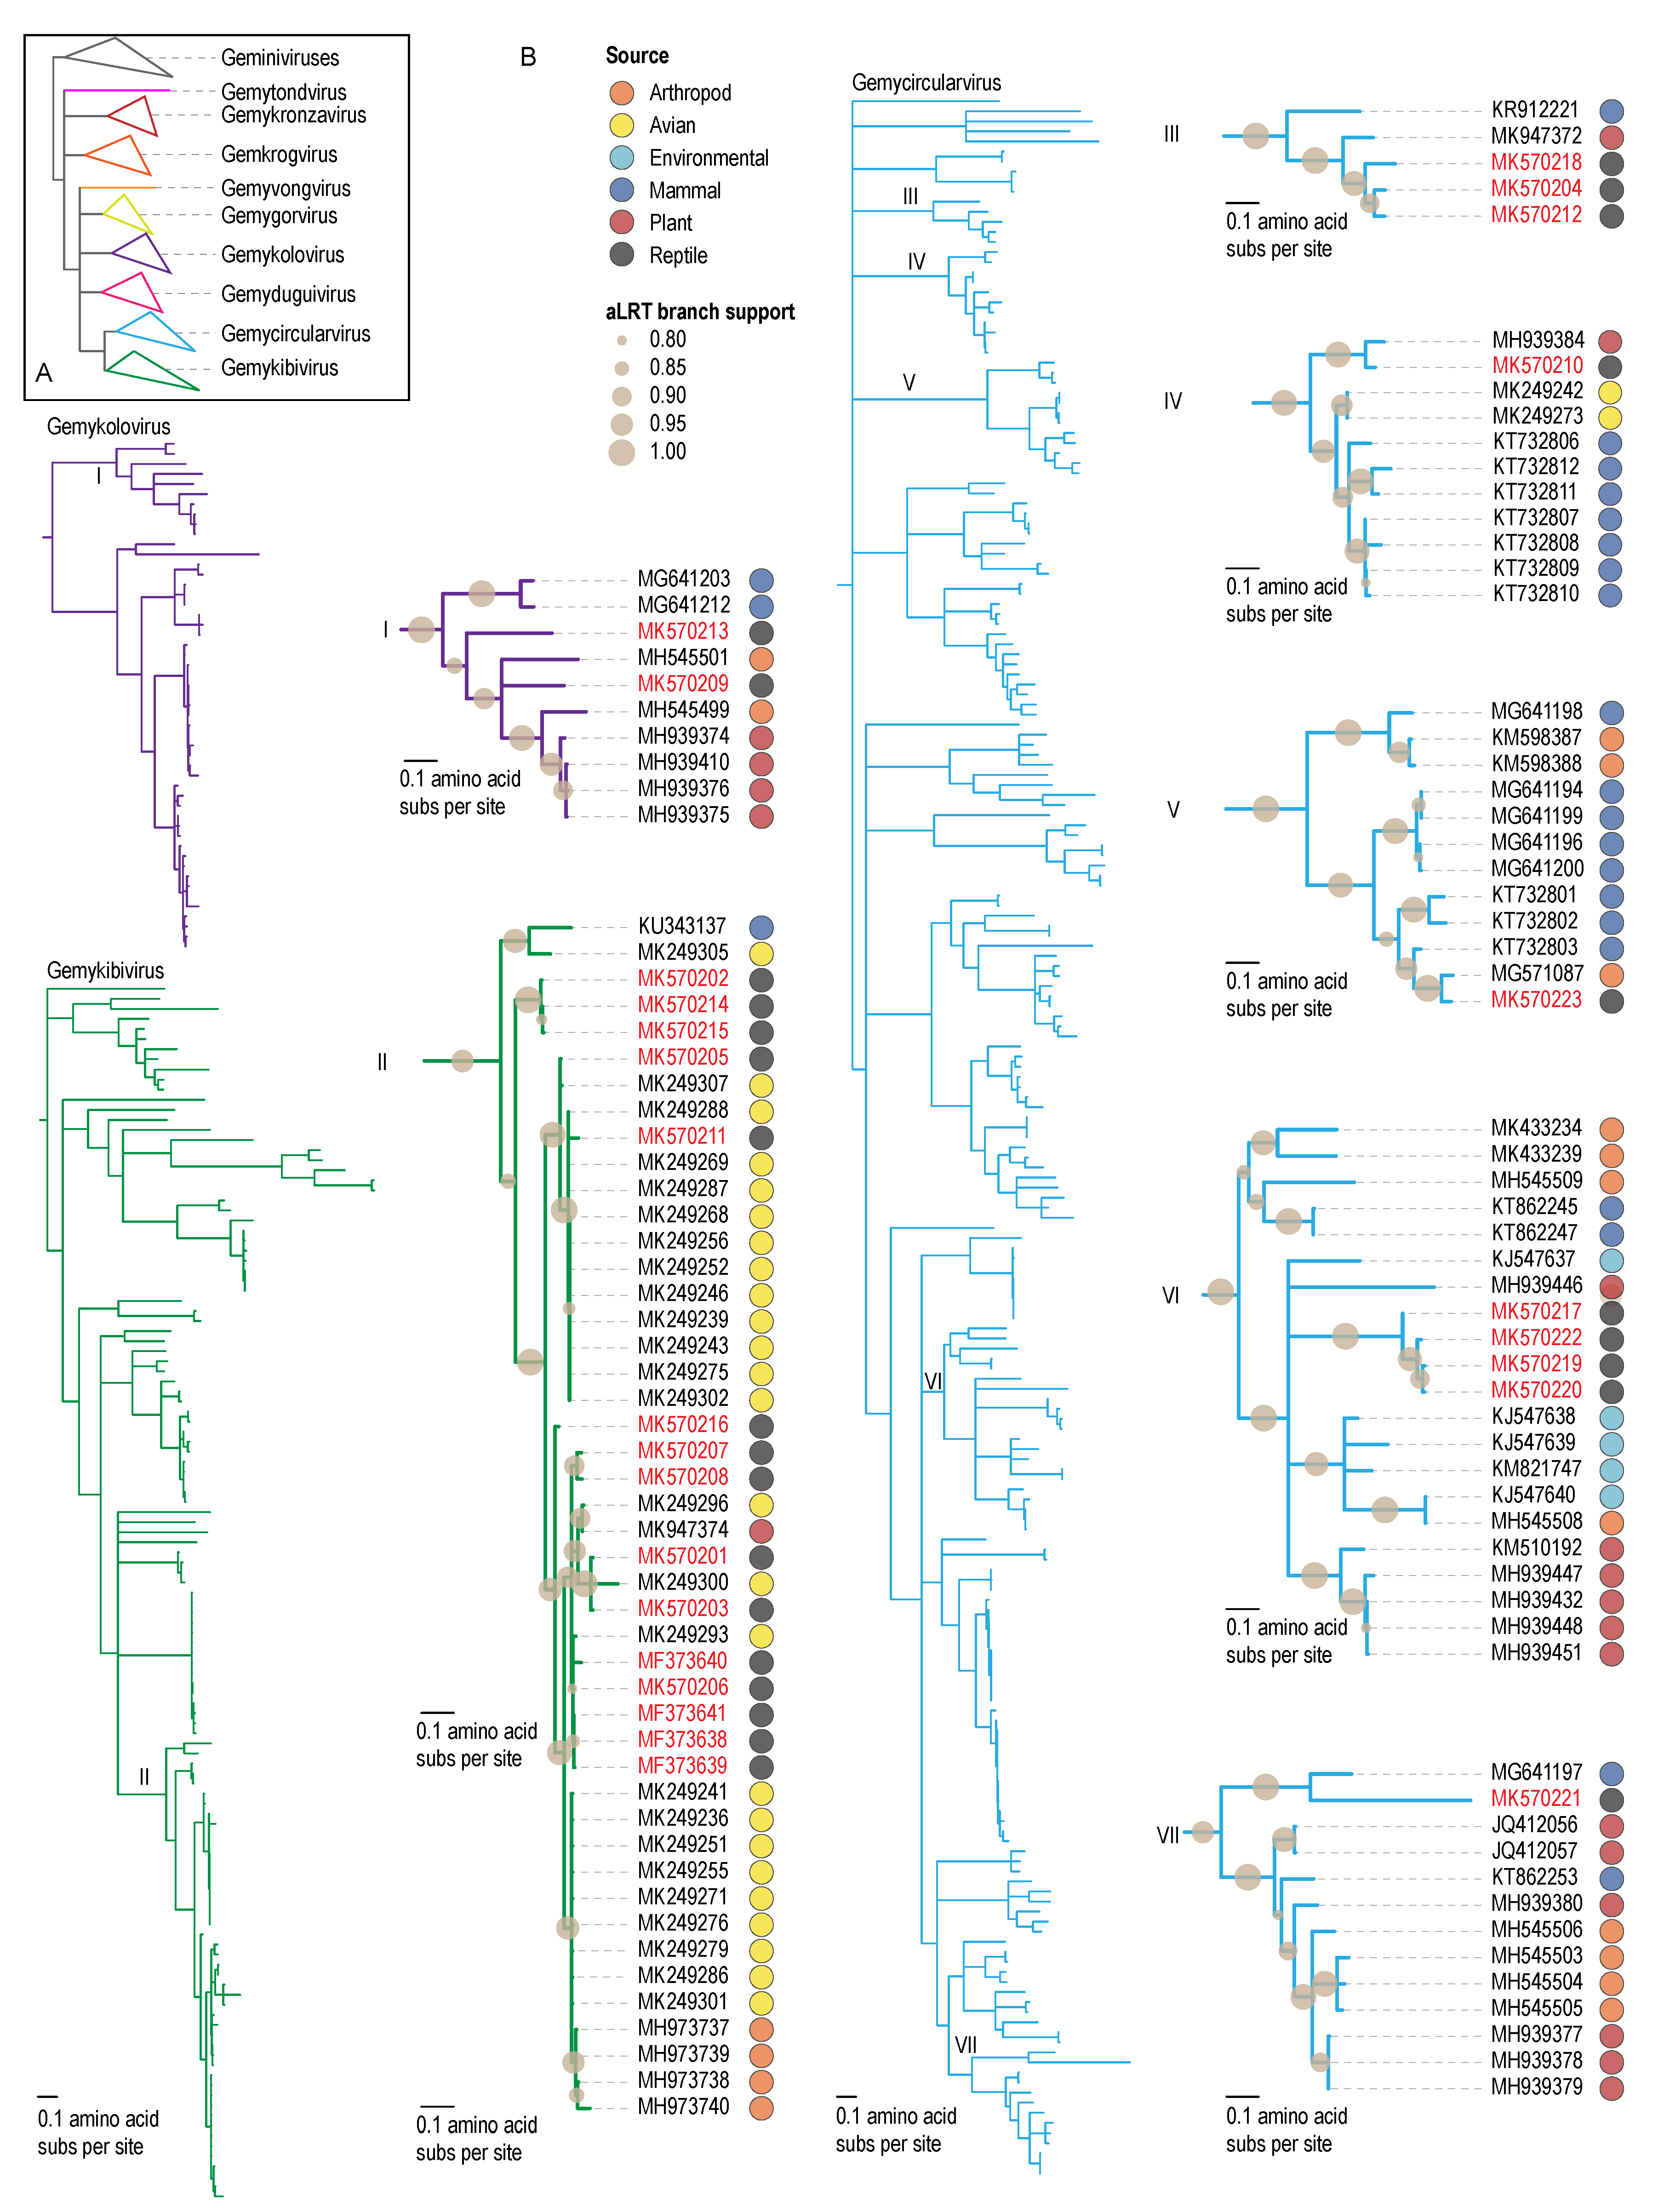 Geminiviruses
Gemytondvirus
Gemykronzavirus
Gemkrogvirus
Gemyvongvirus
Gemygorvirus
Gemykolovirus
Gemyduguivirus
Gemycircularvirus
Gemykibivirus
A
B
Source
Arthropod
Avian
Environmental
Mammal
Plant
Reptile
aLRT branch support
0.80
0.85
0.90
0.95
1.00
Gemykolovirus
I
Gemykibivirus
II
0.1 amino acid
subs per site
I
MG641203
MG641212
MK570213
MH545501
MK570209
MH545499
MH939374
MH939410
MH939376
MH939375
0.1 amino acid
subs per site
II
KU343137
MK249305
MK570202
MK570214
MK570215
MK570205
MK249307
MK249288
MK570211
MK249269
MK249287
MK249268
MK249256
MK249252
MK249246
MK249239
MK249243
MK249275
MK249302
MK570216
MK570207
MK570208
MK249296
MK947374
MK570201
MK249300
MK570203
MK249293
MF373640
MK570206
MF373641
MF373638
MF373639
MK249241
MK249236
MK249251
MK249255
MK249271
MK249276
MK249279
MK249286
MK249301
MH973737
MH973739
MH973738
MH973740
0.1 amino acid
subs per site
0.1 amino acid
subs per site
Gemycircularvirus
III
IV
V
VI
VII
0.1 amino acid
subs per site
III
KR912221
MK947372
MK570218
MK570204
MK570212
0.1 amino acid
subs per site
IV
MH939384
MK570210
MK249242
MK249273
KT732806
KT732812
KT732811
KT732807
KT732808
KT732809
KT732810
0.1 amino acid
subs per site
V
MG641198
KM598387
KM598388
MG641194
MG641199
MG641196
MG641200
KT732801
KT732802
KT732803
MG571087
MK570223
0.1 amino acid
subs per site
VI
MK433234
MK433239
MH545509
KT862245
KT862247
KJ547637
MH939446
MK570217
MK570222
MK570219
MK570220
KJ547638
KJ547639
KM821747
KJ547640
MH545508
KM510192
MH939447
MH939432
MH939448
MH939451
0.1 amino acid
subs per site
VII
MG641197
MK570221
JQ412056
JQ412057
KT862253
MH939380
MH545506
MH545503
MH545504
MH545505
MH939377
MH939378
MH939379
0.1 amino acid
subs per site